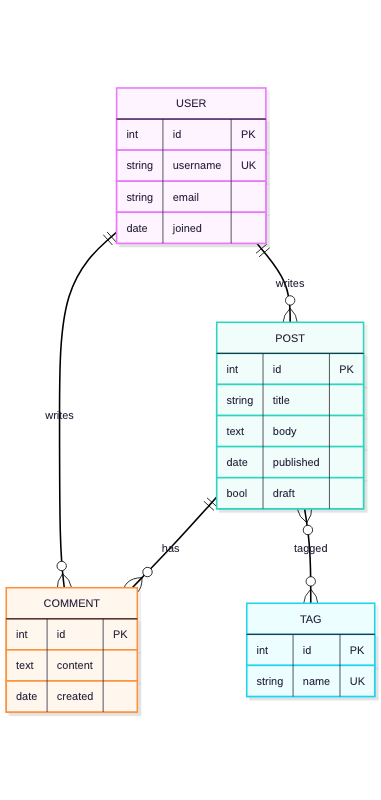 USER
int id PK
string username UK
string email
date joined
writes
POST
int id PK
string title
text body
date published
bool draft
writes
has
tagged
COMMENT
int id PK
text content
date created
TAG
int id PK
string name UK